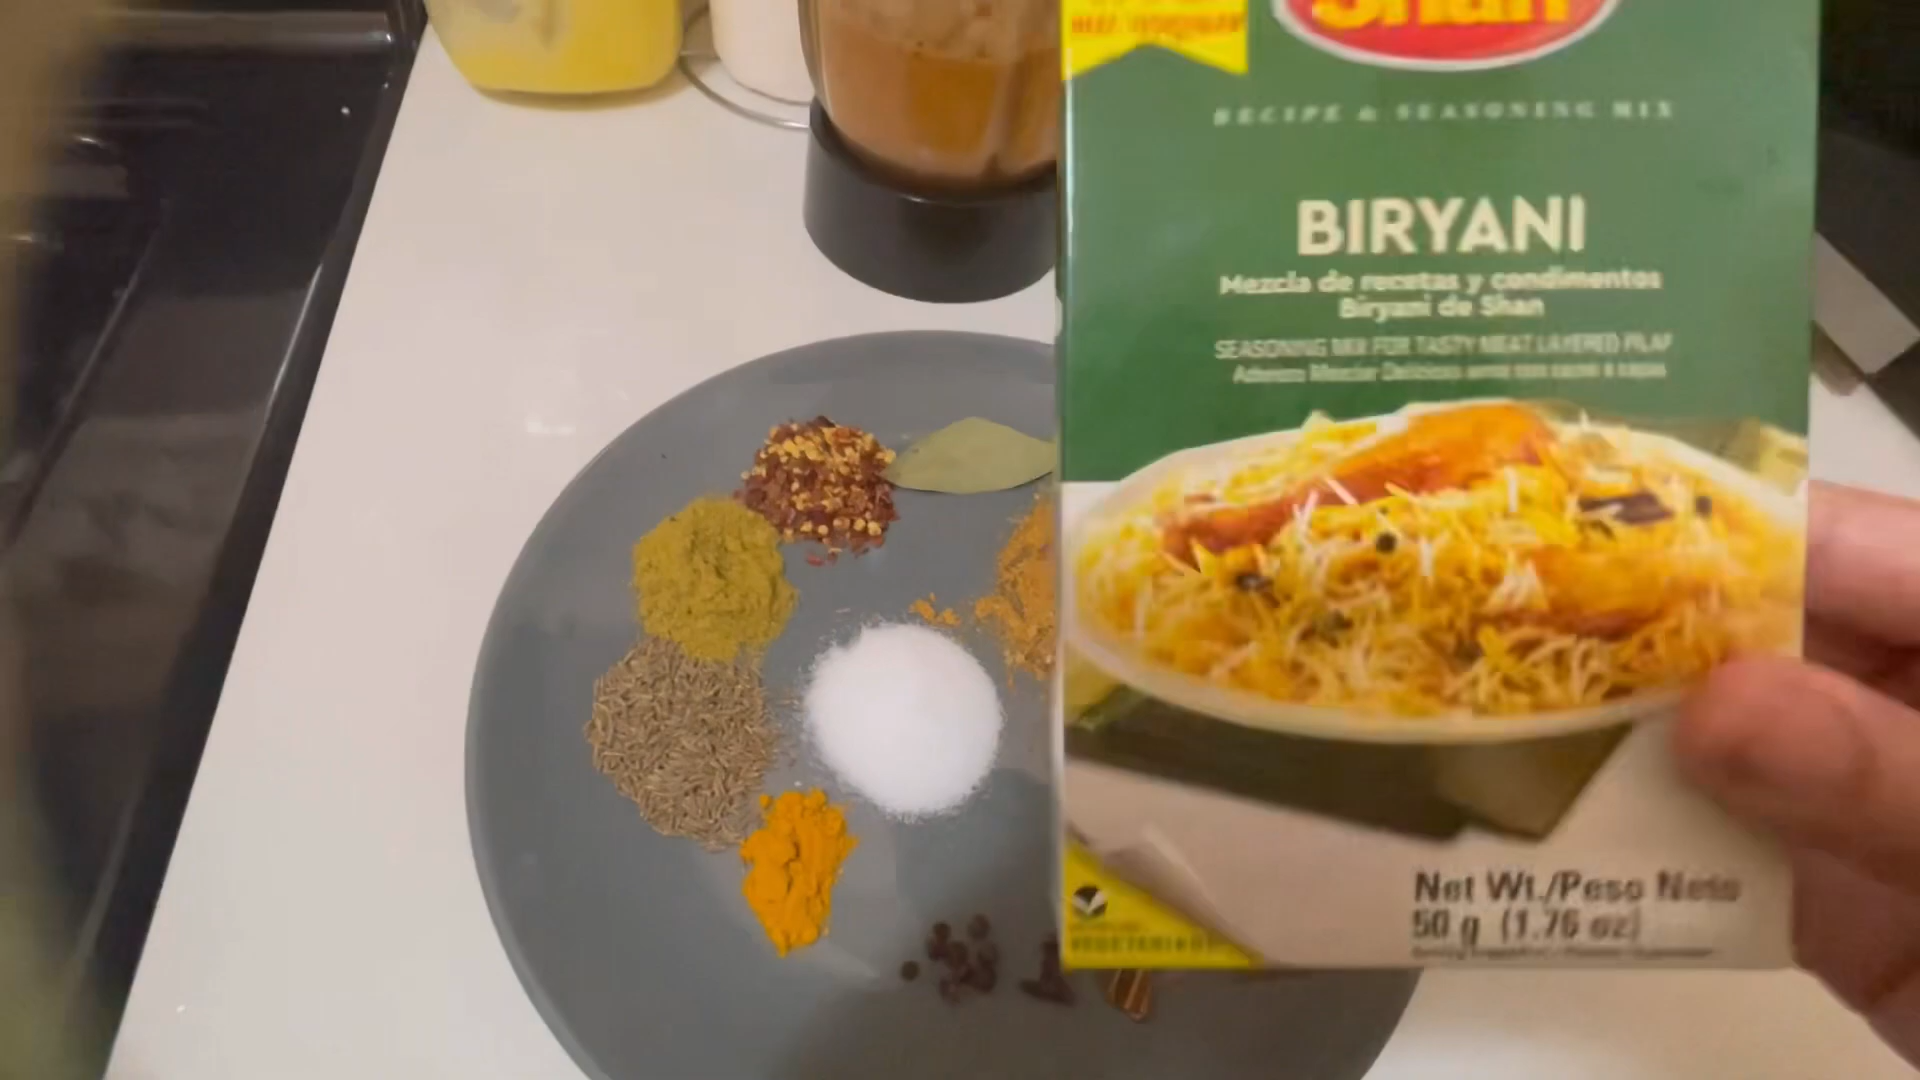 Shan
RECIPE & SEASONING MIX
BIRYANI
Mezcla de recetas y condimentos
Biryani de Shan
SEASONING MIX FOR TASTY MEAT LAYERED PILAF
Net Wt./Peso Neto
50 g (1.76 oz)